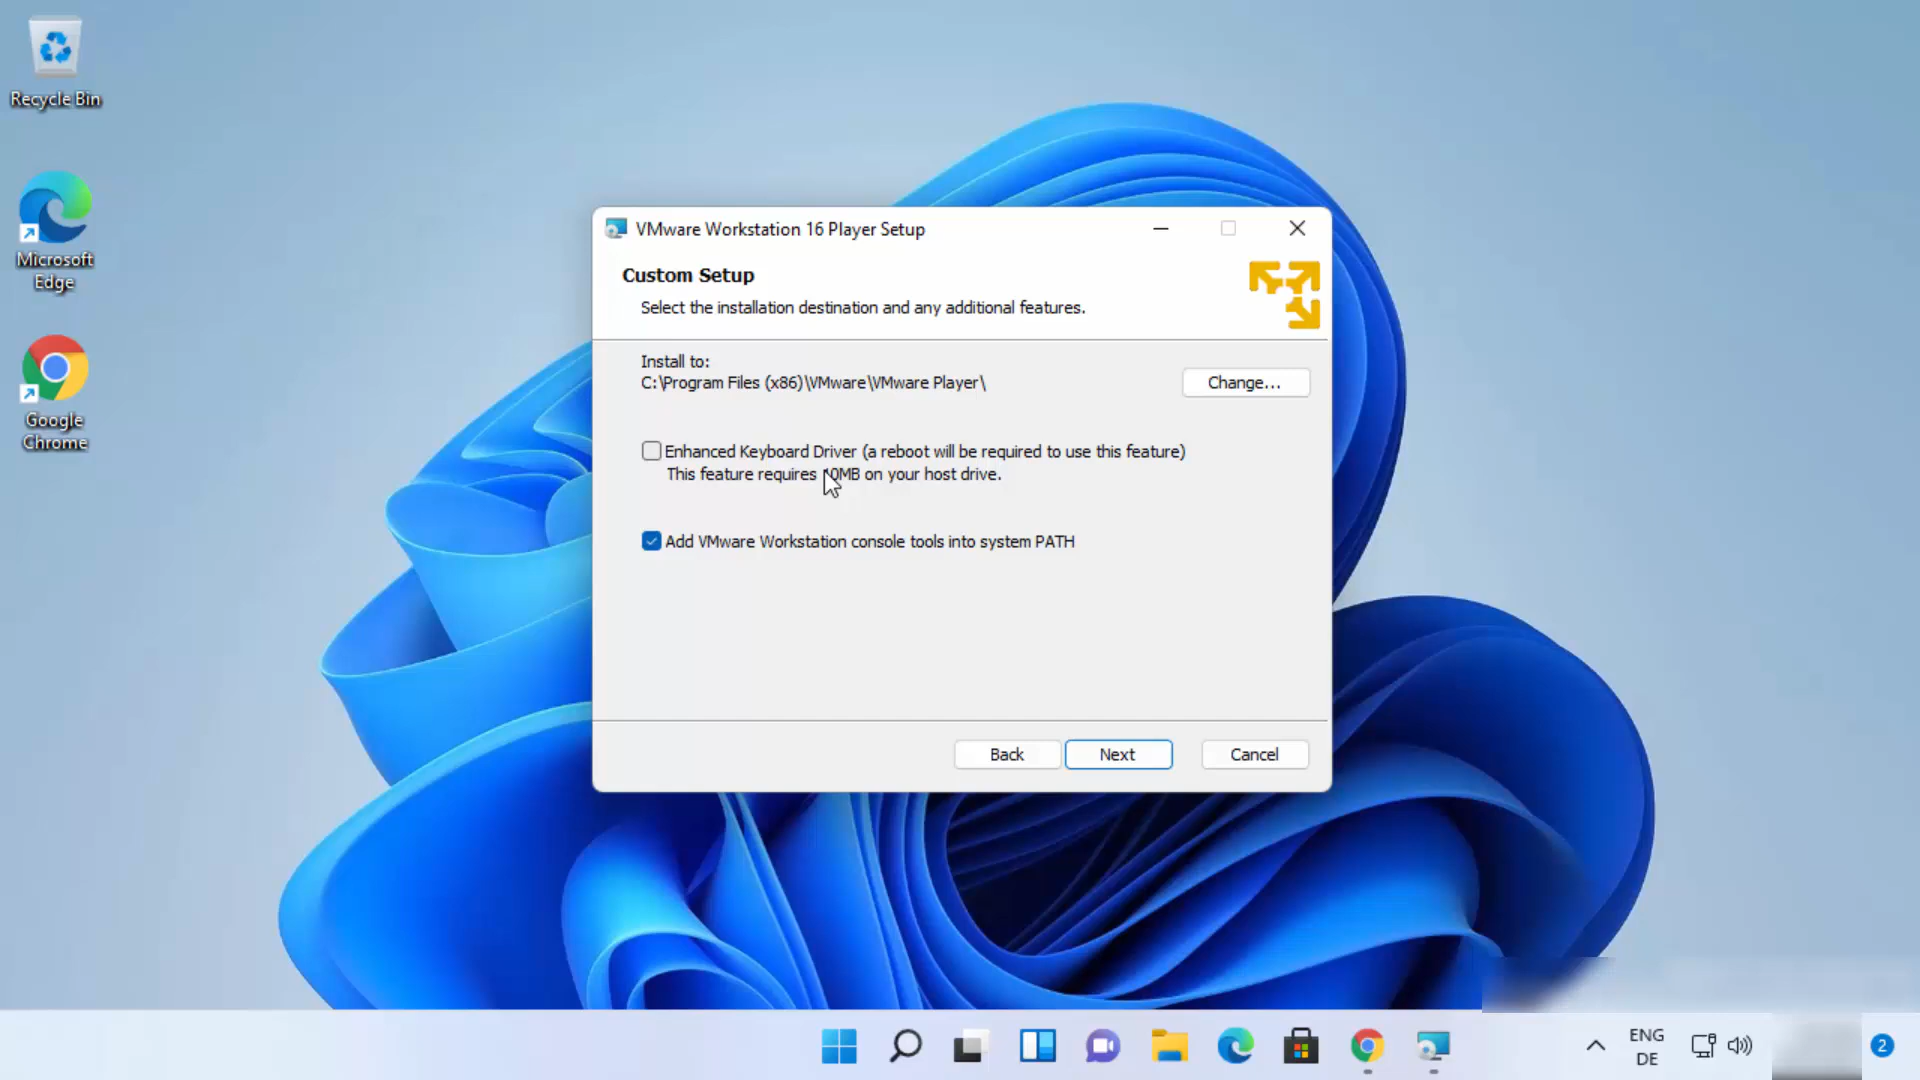 Recycle Bin
Microsoft
Edge
Google
Chrome
VMware Workstation 16 Player Setup
Custom Setup
Select the installation destination and any additional features.
Install to:
C:\Program Files (x86)\VMware\VMware Player\
Change...
Enhanced Keyboard Driver (a reboot will be required to use this feature)
This feature requires 10MB on your host drive.
Add VMware Workstation console tools into system PATH
Back
Next
Cancel
ENG
DE
2